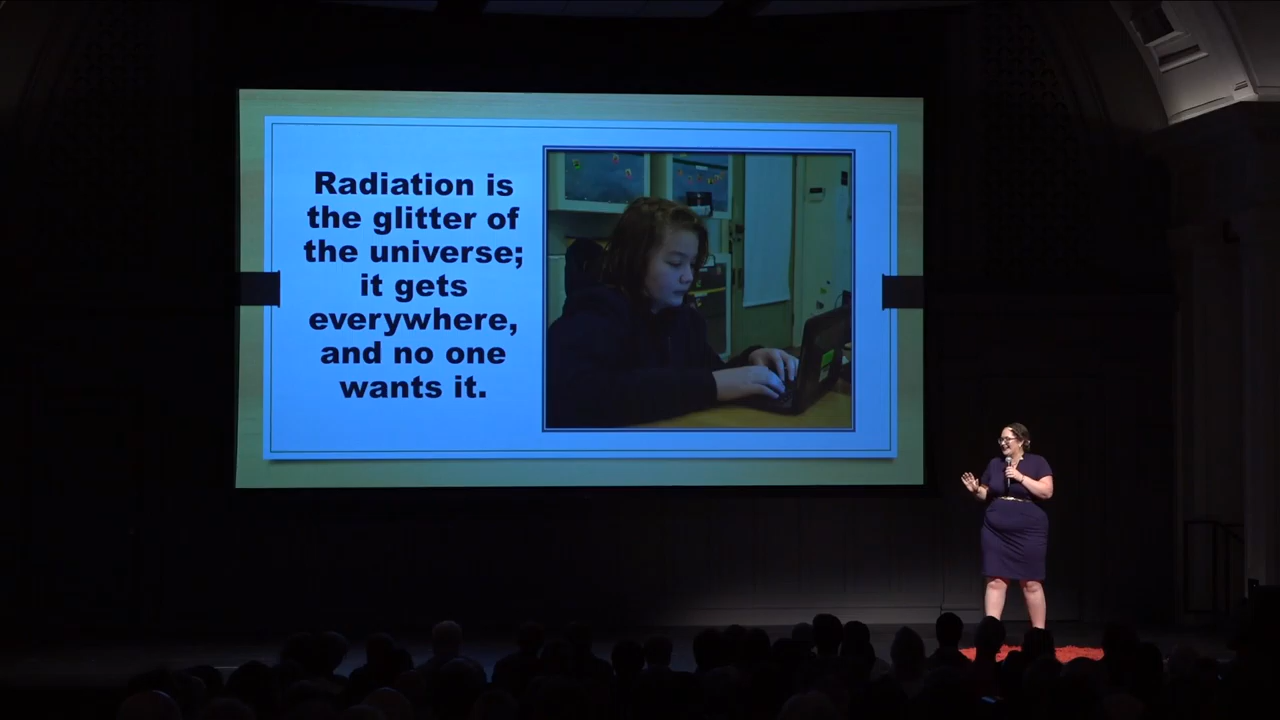 Radiation is
the glitter of
the universe;
it gets
everywhere,
and no one
wants it.